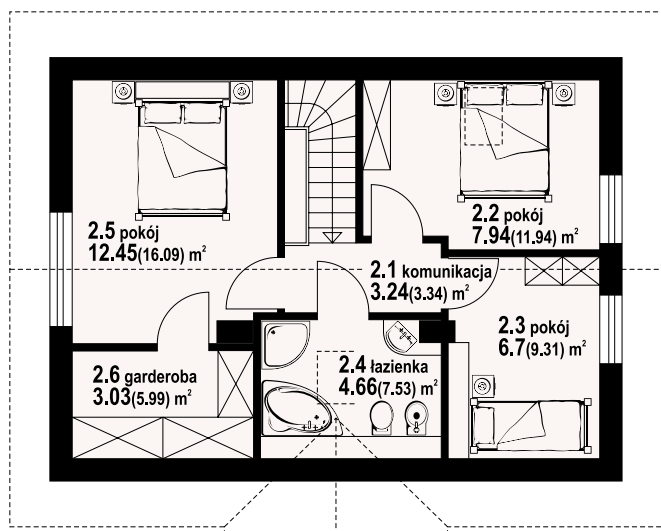 2.5 pokój
12.45(16.09) m²
2.2 pokój
7.94(11.94) m²
2.1 komunikacja
3.24(3.34) m²
2.3 pokój
6.7(9.31) m²
2.4 łazienka
4.66(7.53) m²
2.6 garderoba
3.03(5.99) m²